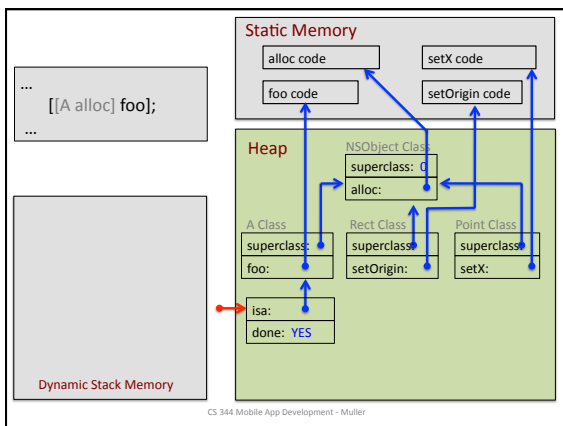 Static Memory
alloc code
setX code
foo code
setOrigin code
...
[[A alloc] foo];
...
Heap
NSObject Class
superclass: 0
alloc:
A Class
superclass:
foo:
Rect Class
superclass:
setOrigin:
Point Class
superclass:
setX:
isa:
done: YES
Dynamic Stack Memory
CS 344 Mobile App Development - Muller